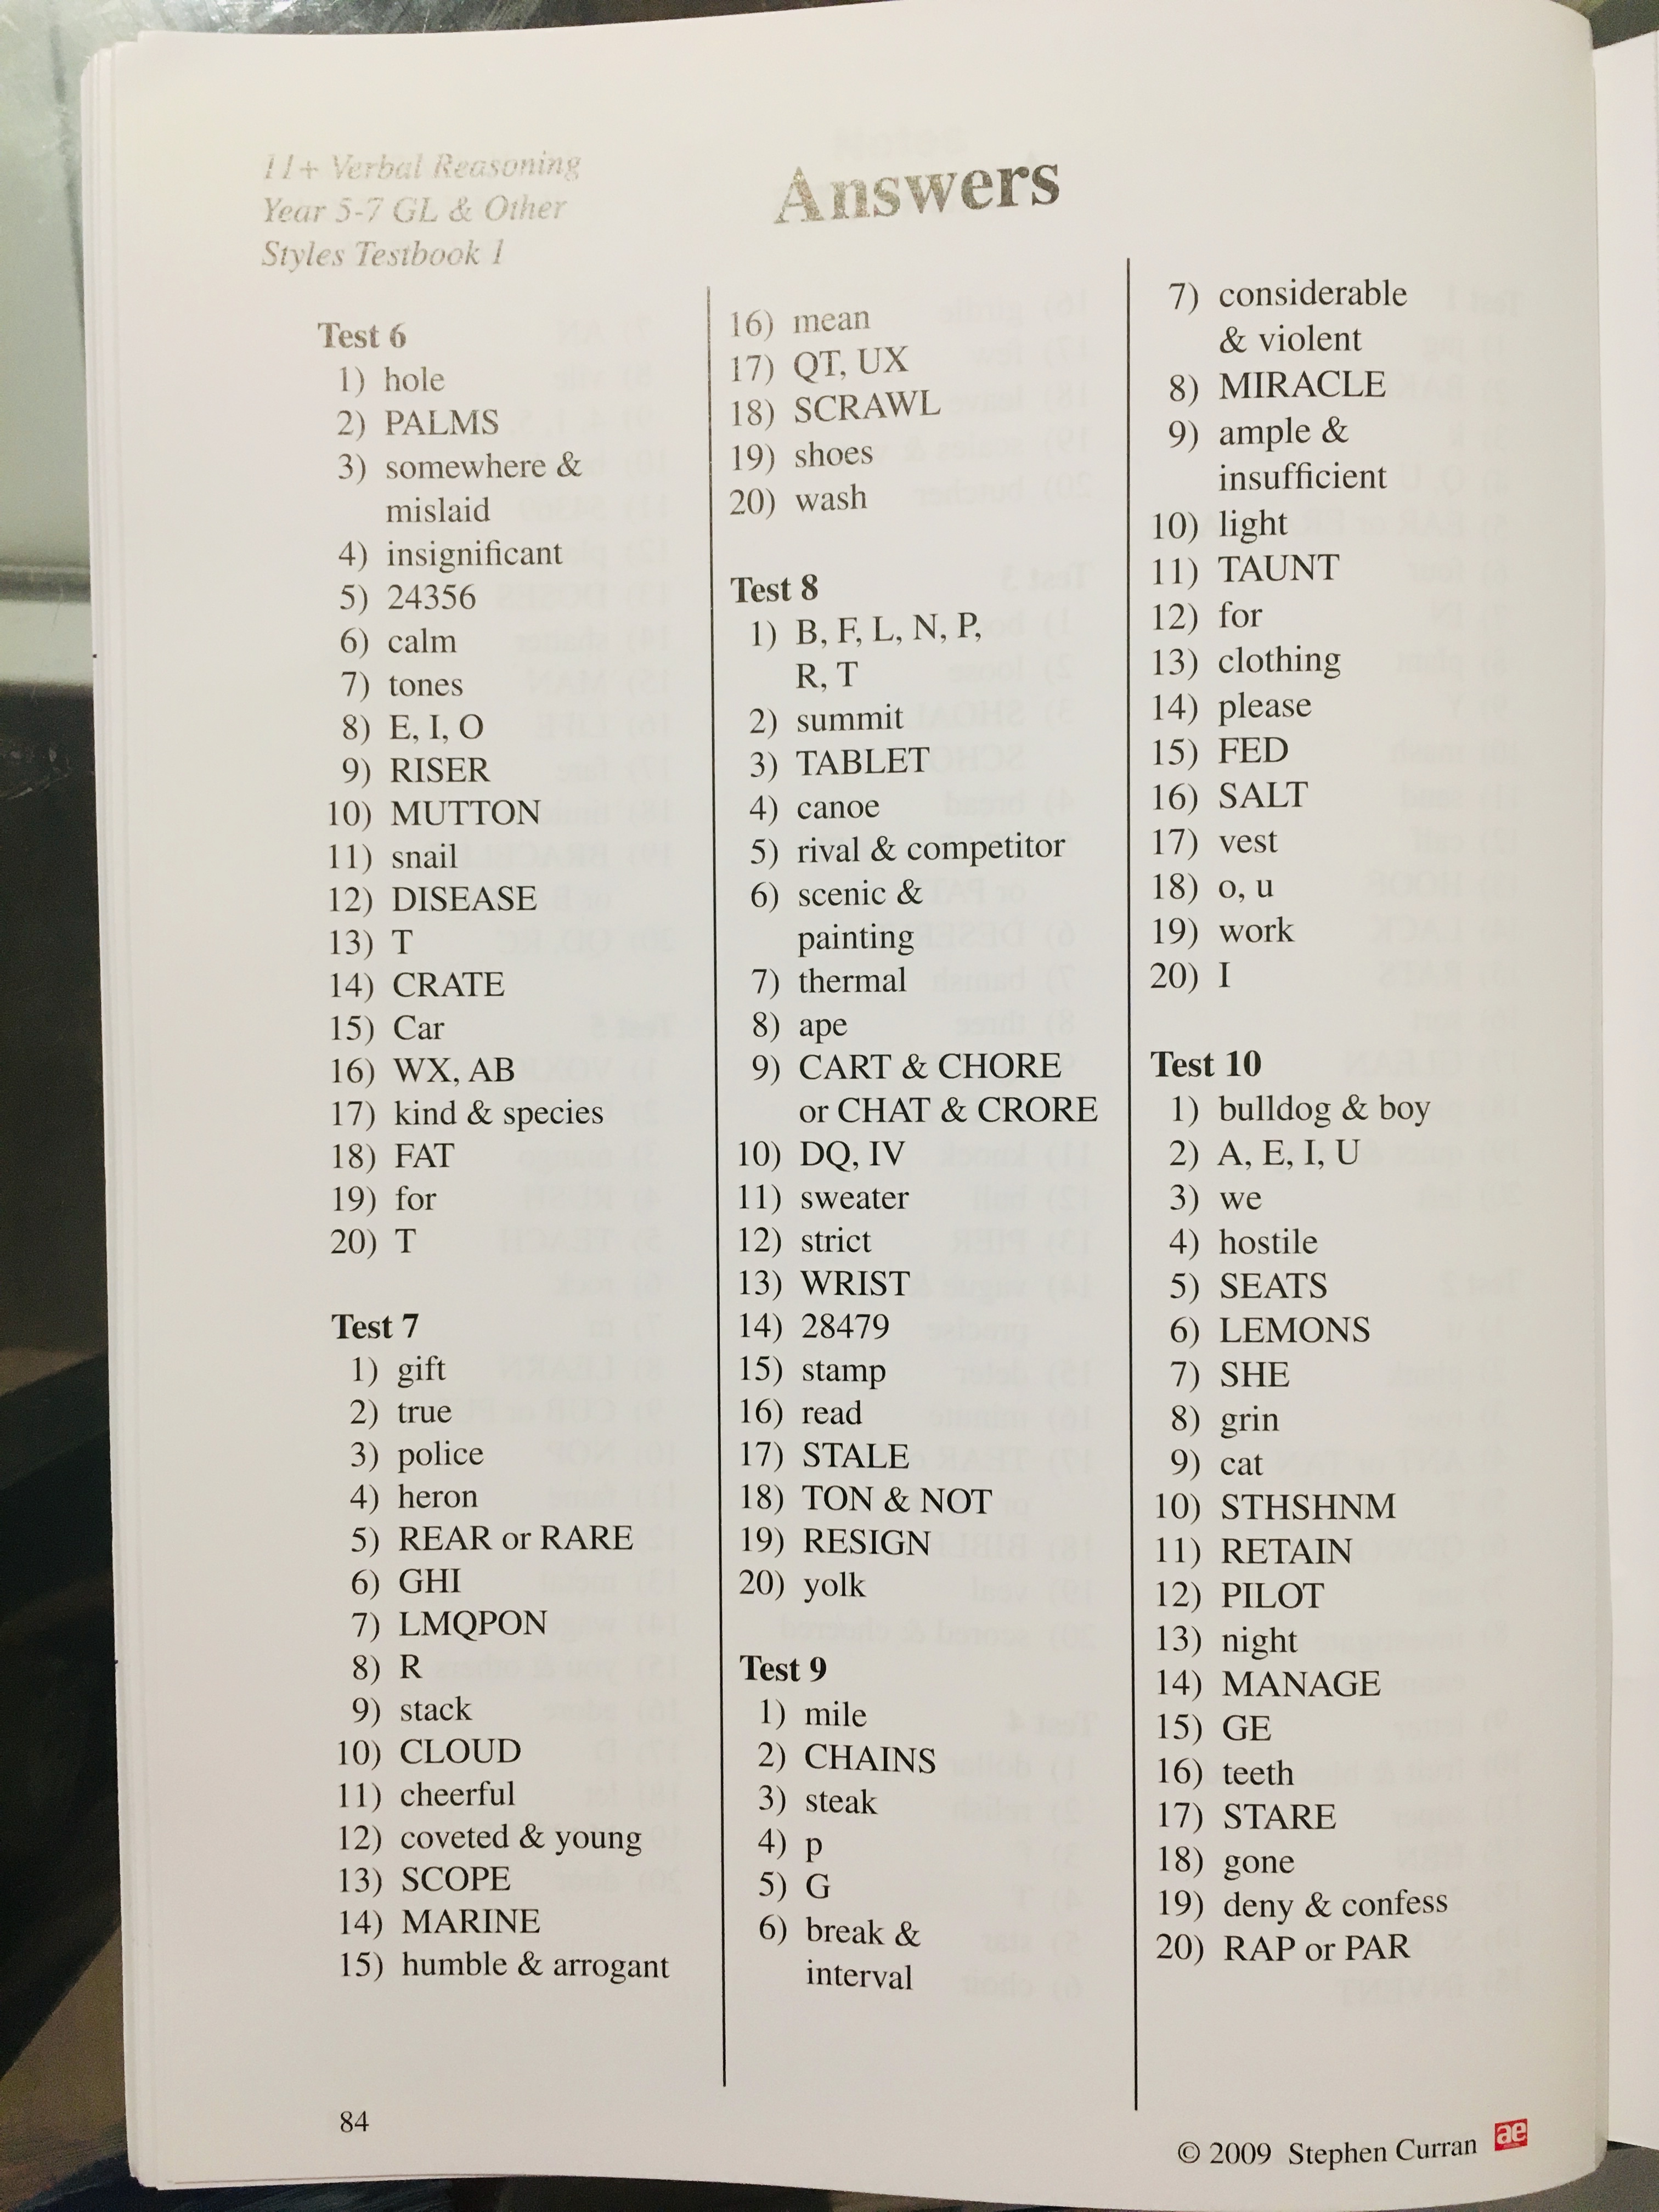 11+ Verbal Reasoning
Year 5-7 GL & Other
Styles Testbook 1
Answers
Test 6
1) hole
2) PALMS
3) somewhere &
mislaid
4) insignificant
5) 24356
6) calm
7) tones
8) E, I, O
9) RISER
10) MUTTON
11) snail
12) DISEASE
13) T
14) CRATE
15) Car
16) WX, AB
17) kind & species
18) FAT
19) for
20) T
Test 7
1) gift
2) true
3) police
4) heron
5) REAR or RARE
6) GHI
7) LMQPON
8) R
9) stack
10) CLOUD
11) cheerful
12) coveted & young
13) SCOPE
14) MARINE
15) humble & arrogant
16) mean
17) QT, UX
18) SCRAWL
19) shoes
20) wash
Test 8
1) B, F, L, N, P,
R, T
2) summit
3) TABLET
4) canoe
5) rival & competitor
6) scenic &
painting
7) thermal
8) ape
9) CART & CHORE
or CHAT & CRORE
10) DQ, IV
11) sweater
12) strict
13) WRIST
14) 28479
15) stamp
16) read
17) STALE
18) TON & NOT
19) RESIGN
20) yolk
Test 9
1) mile
2) CHAINS
3) steak
4) p
5) G
6) break &
interval
7) considerable
& violent
8) MIRACLE
9) ample &
insufficient
10) light
11) TAUNT
12) for
13) clothing
14) please
15) FED
16) SALT
17) vest
18) o, u
19) work
20) I
Test 10
1) bulldog & boy
2) A, E, I, U
3) we
4) hostile
5) SEATS
6) LEMONS
7) SHE
8) grin
9) cat
10) STHSHNM
11) RETAIN
12) PILOT
13) night
14) MANAGE
15) GE
16) teeth
17) STARE
18) gone
19) deny & confess
20) RAP or PAR
84
© 2009 Stephen Curran
ae